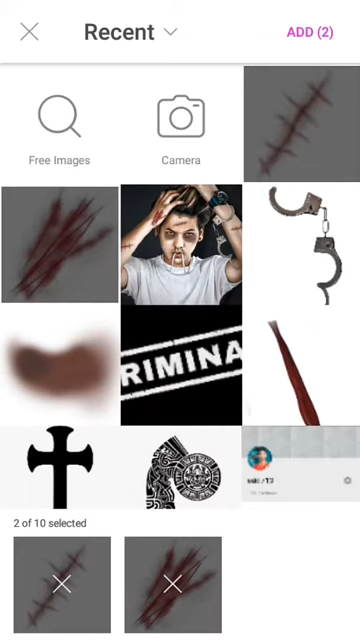 Recent
ADD (2)
Free Images
Camera
RIMINA
2 of 10 selected